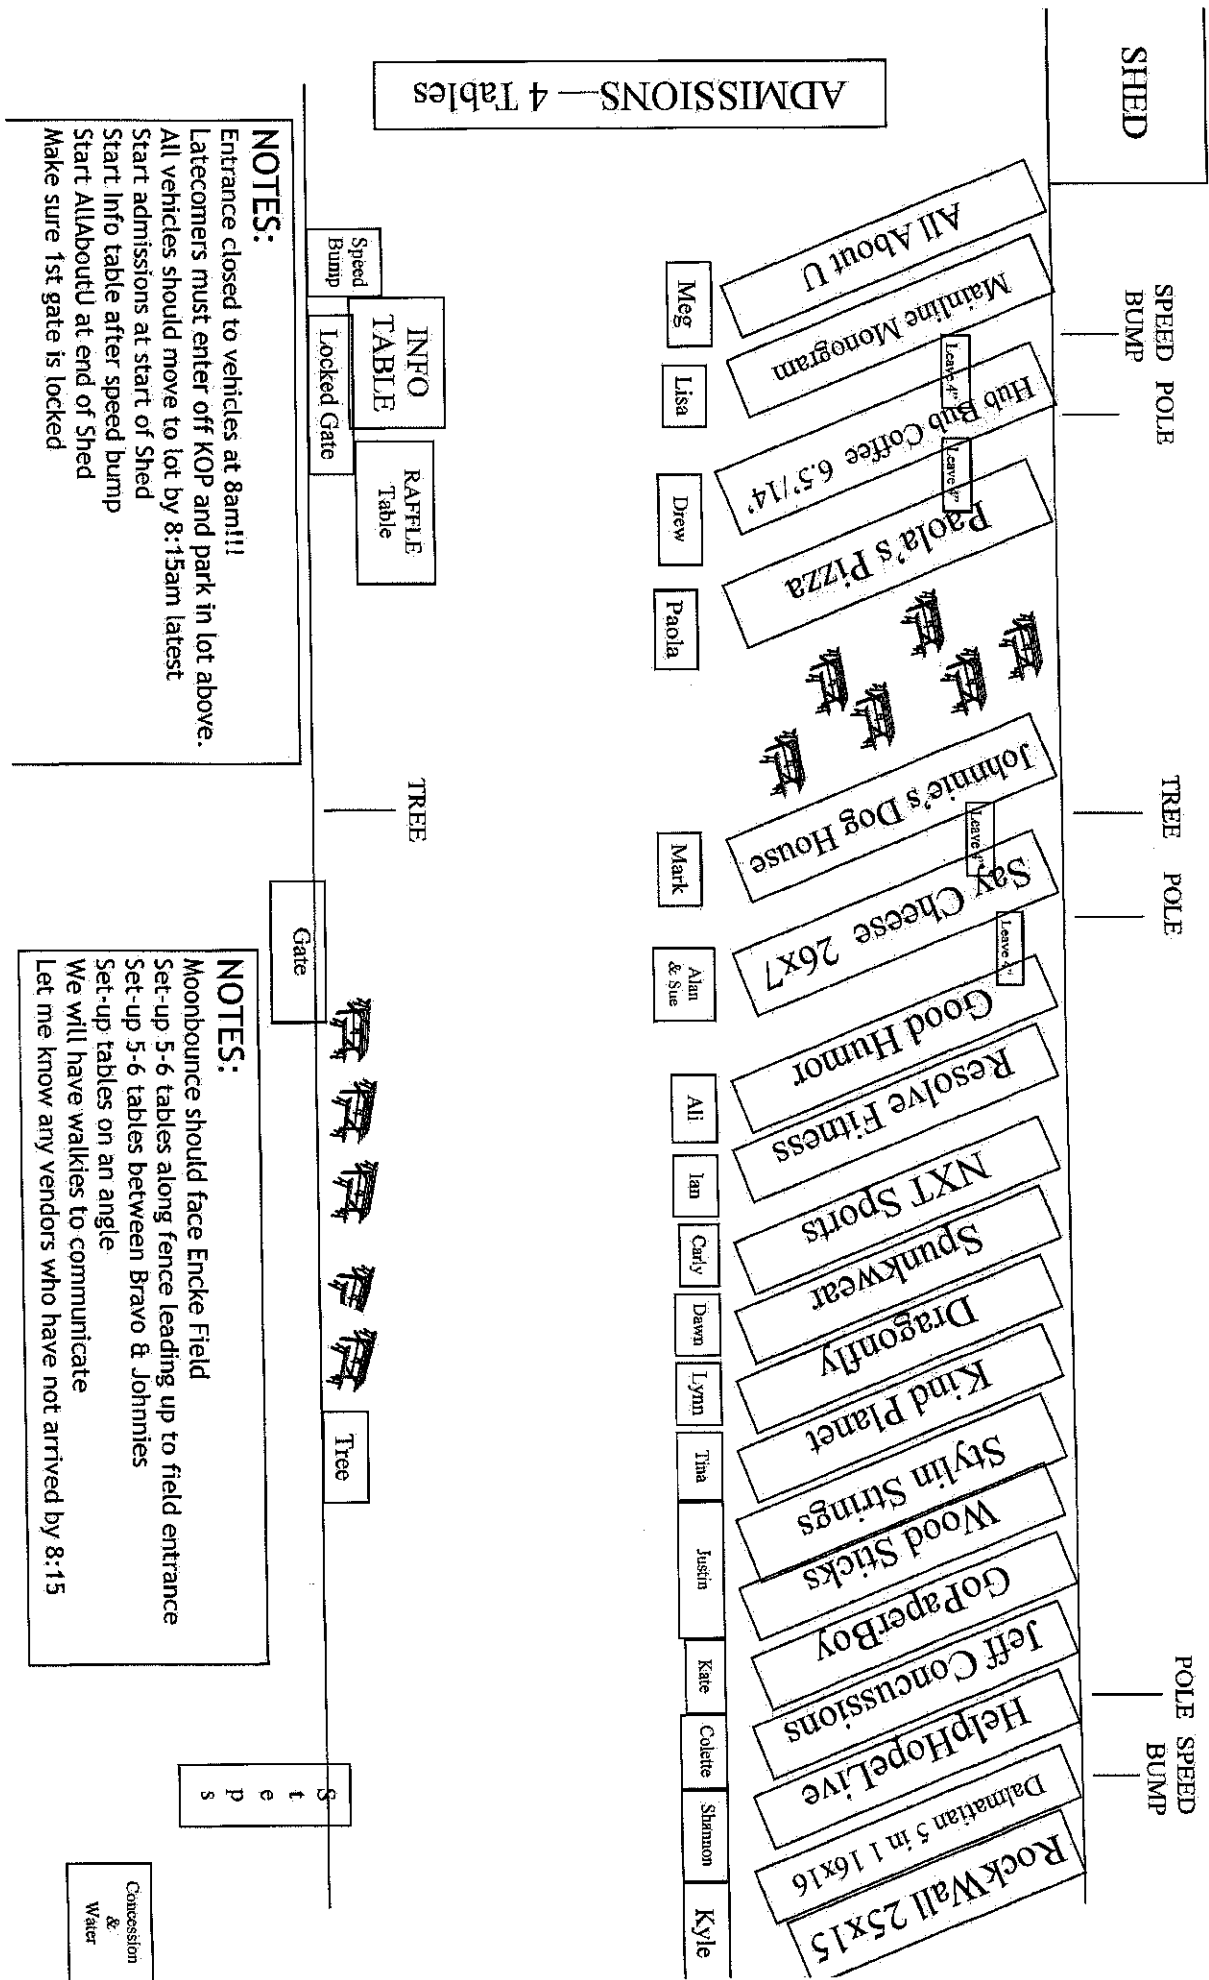 SHED
SPEED
BUMP
POLE
TREE
POLE
POLE
SPEED
BUMP
ADMISSIONS—4 Tables
All About U
Mainline Monogram
Leave 4"
Hub Bub Coffee 6.5'/14'
Leave 4"
Paola's Pizza
Johnnie's Dog House
Leave 4"
Say Cheese 26x7
Leave
Good Humor
Resolve Fitness
NXT Sports
Spunkwear
Dragonfly
Kind Planet
Stylin Strings
Wood Sticks
GoPaperBoy
Jeff Concussions
HelpHopeLive
Dalmatian 5 in 1 16x16
RockWall 25x15
Meg
Lisa
Drew
Paola
Mark
Alan
& Sue
Ali
Ian
Carly
Dawn
Lynn
Tina
Justin
Kate
Colette
Shannon
Kyle
Speed
Bump
INFO
TABLE
Locked Gate
RAFFLE
Table
TREE
Gate
Tree
Steps
Concession
&
Water
NOTES:
Entrance closed to vehicles at 8am!!!
Latecomers must enter off KOP and park in lot above.
All vehicles should move to lot by 8:15am latest
Start admissions at start of Shed
Start Info table after speed bump
Start AllAboutU at end of Shed
Make sure 1st gate is locked
NOTES:
Moonbounce should face Encke Field
Set-up 5-6 tables along fence leading up to field entrance
Set-up 5-6 tables between Bravo & Johnnies
Set-up tables on an angle
We will have walkies to communicate
Let me know any vendors who have not arrived by 8:15